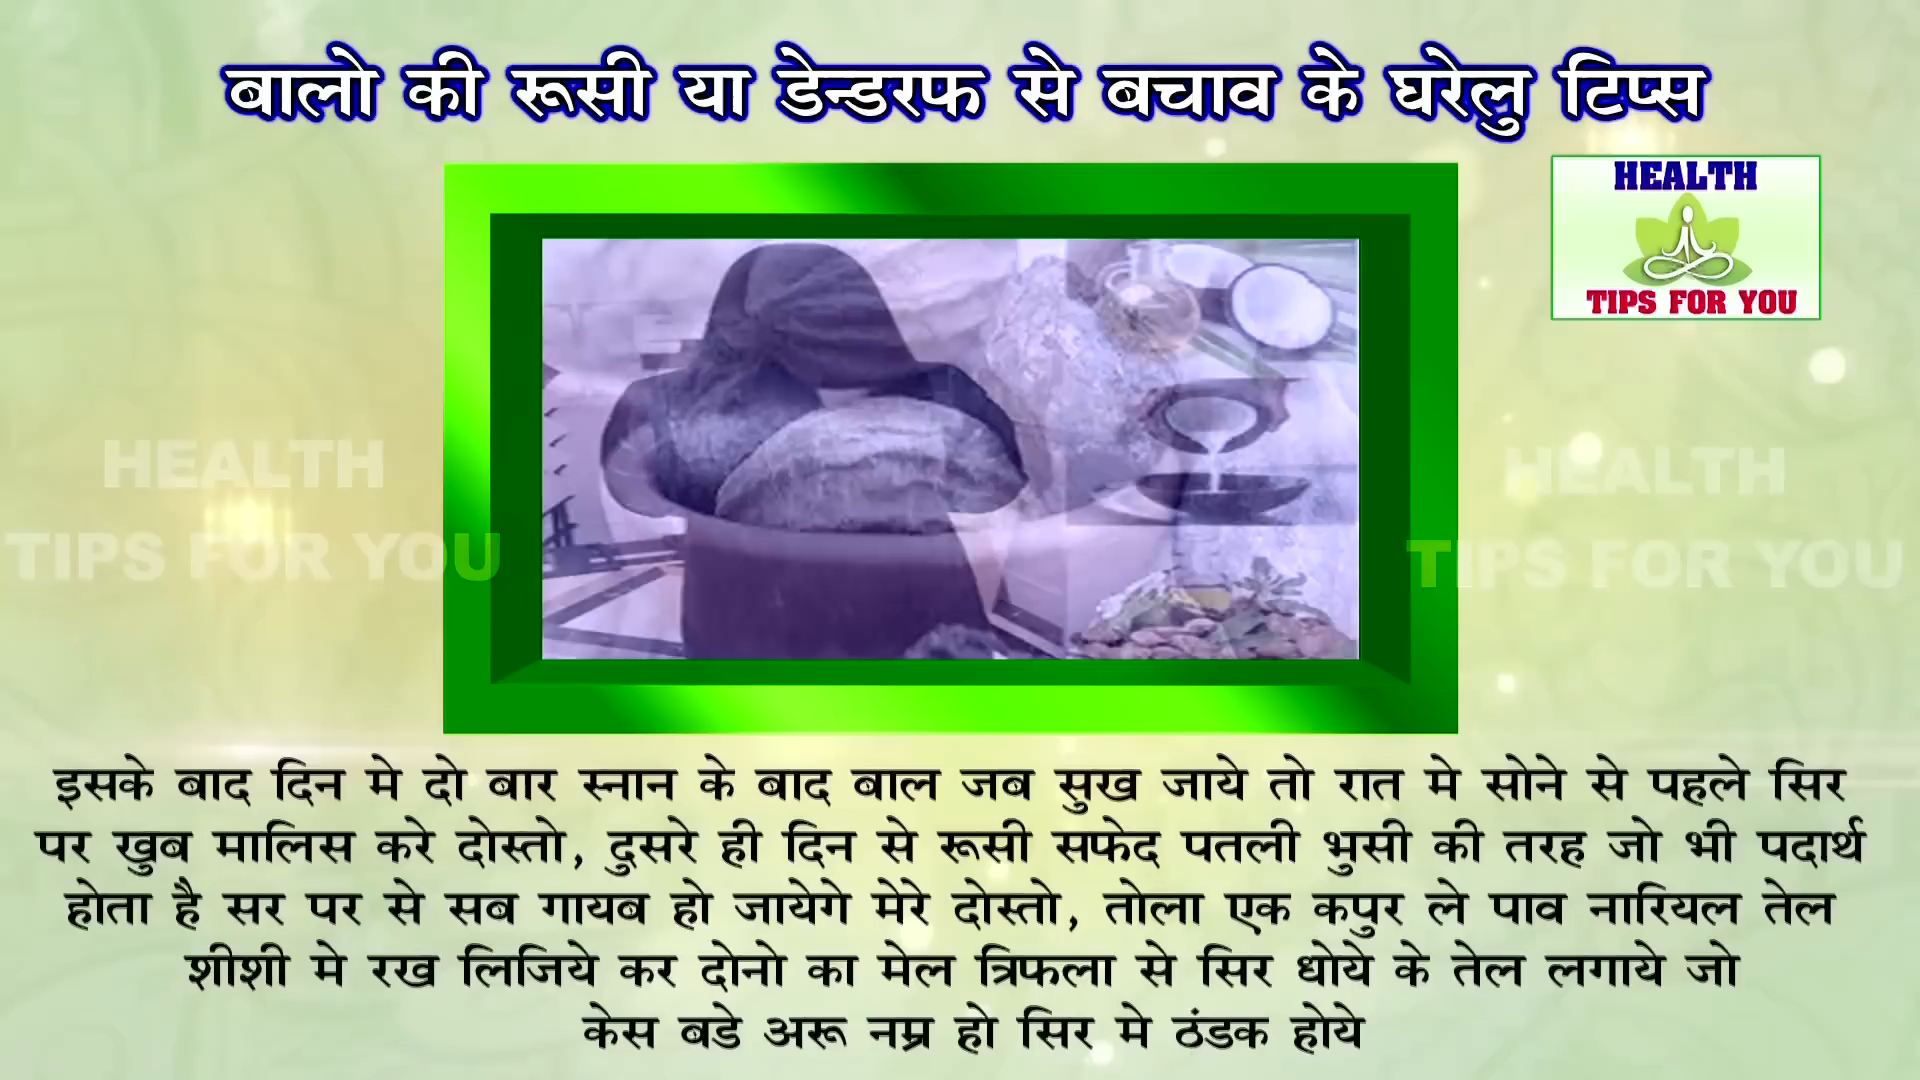 बालो की रूसी या डेन्डरफ से बचाव के घरेलु टिप्स
HEALTH
TIPS FOR YOU
HEALTH
TIPS FOR YOU
HEALTH
TIPS FOR YOU
इसके बाद दिन मे दो बार स्नान के बाद बाल जब सुख जाये तो रात मे सोने से पहले सिर
पर खुब मालिस करे दोस्तो, दुसरे ही दिन से रूसी सफेद पतली भुसी की तरह जो भी पदार्थ
होता है सर पर से सब गायब हो जायेगे मेरे दोस्तो, तोला एक कपुर ले पाव नारियल तेल
शीशी मे रख लिजिये कर दोनो का मेल त्रिफला से सिर धोये के तेल लगाये जो
केस बडे अरू नम्र हो सिर मे ठंडक होये